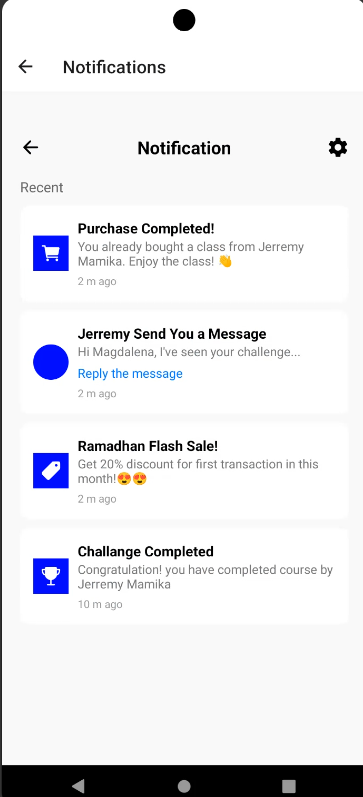 Notifications
Notification
Recent
Purchase Completed!
You already bought a class from Jerremy
Mamika. Enjoy the class! 👋
2 m ago
Jerremy Send You a Message
Hi Magdalena, I've seen your challenge...
Reply the message
2 m ago
Ramadhan Flash Sale!
Get 20% discount for first transaction in this
month!😍😍
2 m ago
Challange Completed
Congratulation! you have completed course by
Jerremy Mamika
10 m ago